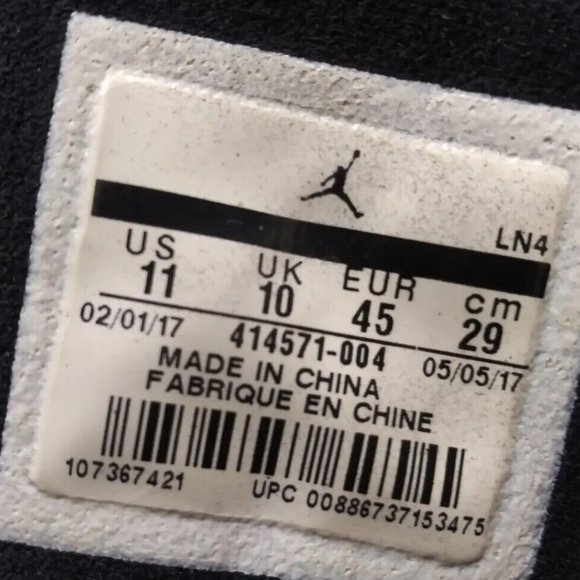 LN4
US UK EUR cm
11 10 45 29
02/01/17 414571-004 05/05/17
MADE IN CHINA
FABRIQUE EN CHINE
107367421 UPC 00886737153475